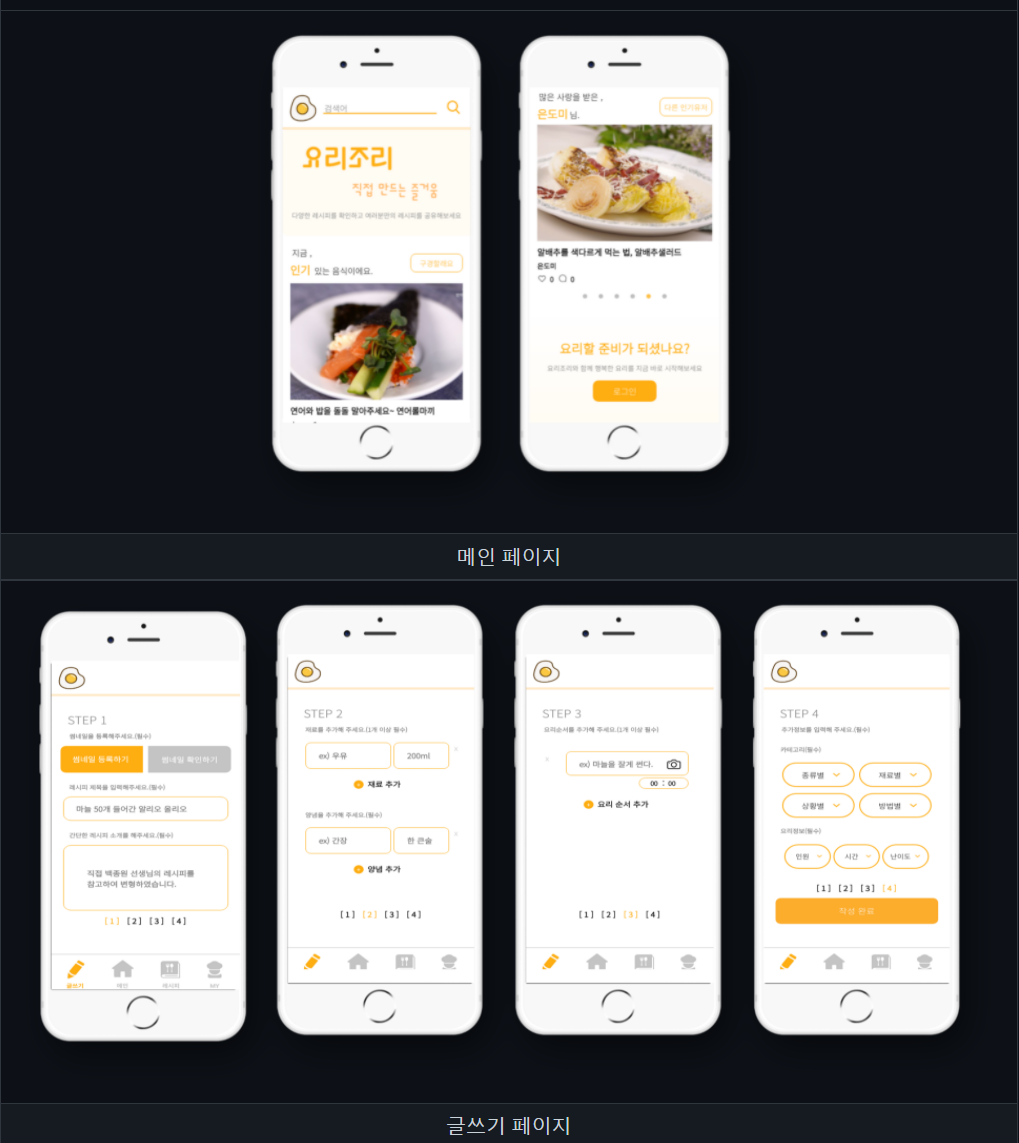 검색어
요리조리
직접 만드는 즐거움
다양한 레시피를 확인하고 여러분만의 레시피를 공유해보세요
지금 ,
인기 있는 음식이에요.
구경할래요
연어와 밥을 돌돌 말아주세요~ 연어롤마끼
많은 사랑을 받은 ,
은도미 님.
다른 인기요리
알배추를 색다르게 먹는 법, 알배추샐러드
은도미
0 0
요리할 준비가 되셨나요?
요리조리와 함께 행복한 요리를 지금 바로 시작해보세요
로그인
메인 페이지
STEP 1
썸네일을 등록해주세요.(필수)
썸네일 등록하기 썸네일 확인하기
레시피 제목을 입력해주세요.(필수)
마늘 50개 들어간 알리오 올리오
간단한 레시피 소개를 해주세요.(필수)
직접 백종원 선생님의 레시피를
참고하여 변형하였습니다.
[1] [2] [3] [4]
글쓰기 메인 레시피 MY
STEP 2
재료를 추가해 주세요.(1개 이상 필수)
ex) 우유 200ml
재료 추가
양념을 추가해 주세요.(필수)
ex) 간장 한 큰술
양념 추가
[1] [2] [3] [4]
STEP 3
요리순서를 추가해 주세요.(1개 이상 필수)
ex) 마늘을 잘게 썬다.
00 : 00
요리 순서 추가
[1] [2] [3] [4]
STEP 4
추가정보를 입력해 주세요.(필수)
카테고리(필수)
종류별 재료별
상황별 방법별
요리정보(필수)
인원 시간 난이도
[1] [2] [3] [4]
작성 완료
글쓰기 페이지